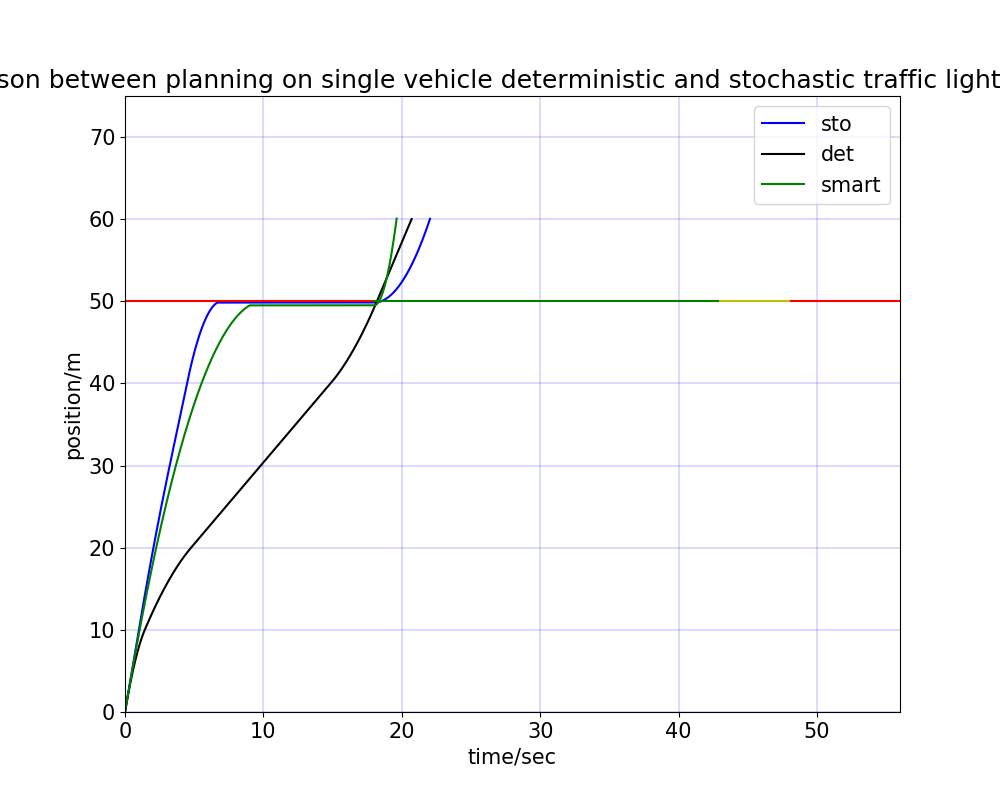 son between planning on single vehicle deterministic and stochastic traffic light
70
60
50
40
30
20
10
0
position/m
sto
det
smart
0 10 20 30 40 50
time/sec